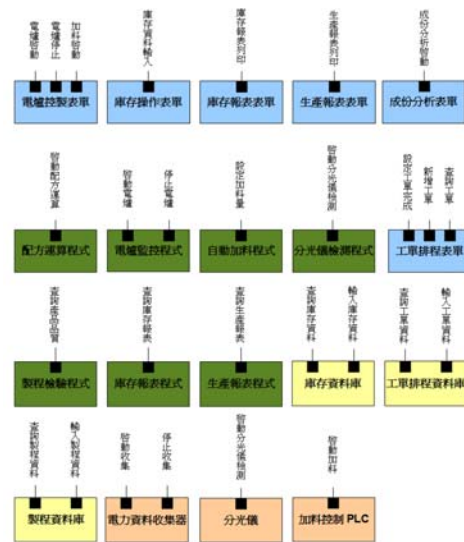 電爐啓動
電爐停止
加料啓動
庫存資料輸入
庫存報表列印
生產報表列印
成份分析啓動
電爐控製表單
庫存操作表單
庫存報表表單
生產報表表單
成份分析表單
啓動配方運算
啓動電爐
停止電爐
設定加料量
啓動分光儀檢測
設定工單完成
新增工單
查詢工單
配方運算程式
電爐監控程式
自動加料程式
分光儀檢測程式
工單排程表單
查詢產品品質
查詢庫存報表
查詢生產報表
查詢庫存資料
輸入庫存資料
查詢工單資料
輸入工單資料
製程檢驗程式
庫存報表程式
生產報表程式
庫存資料庫
工單排程資料庫
查詢製程資料
輸入製程資料
啓動收集
停止收集
啓動分光儀檢測
啓動加料
製程資料庫
電力資料收集器
分光儀
加料控制 PLC